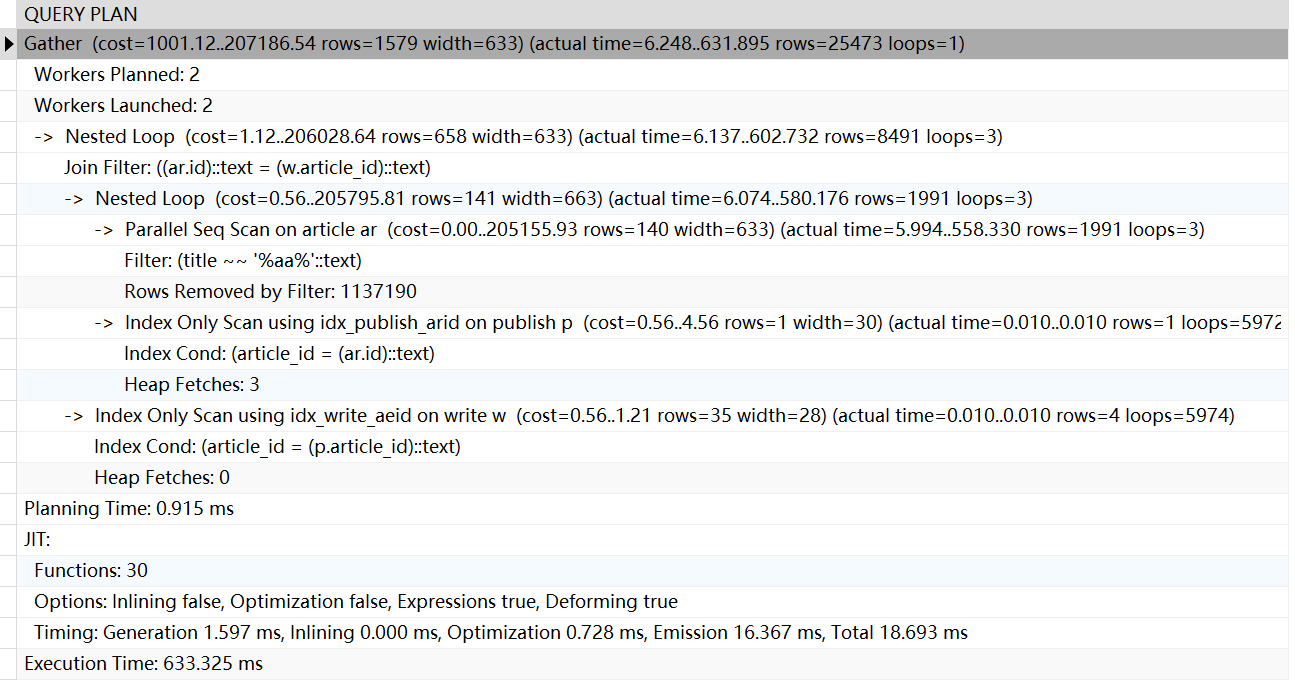 QUERY PLAN
Gather (cost=1001.12..207186.54 rows=1579 width=633) (actual time=6.248..631.895 rows=25473 loops=1)
Workers Planned: 2
Workers Launched: 2
-> Nested Loop (cost=1.12..206028.64 rows=658 width=633) (actual time=6.137..602.732 rows=8491 loops=3)
Join Filter: ((ar.id)::text = (w.article_id)::text)
-> Nested Loop (cost=0.56..205795.81 rows=141 width=663) (actual time=6.074..580.176 rows=1991 loops=3)
-> Parallel Seq Scan on article ar (cost=0.00..205155.93 rows=140 width=633) (actual time=5.994..558.330 rows=1991 loops=3)
Filter: (title ~~ '%aa%'::text)
Rows Removed by Filter: 1137190
-> Index Only Scan using idx_publish_arid on publish p (cost=0.56..4.56 rows=1 width=30) (actual time=0.010..0.010 rows=1 loops=5972
Index Cond: (article_id = (ar.id)::text)
Heap Fetches: 3
-> Index Only Scan using idx_write_aeid on write w (cost=0.56..1.21 rows=35 width=28) (actual time=0.010..0.010 rows=4 loops=5974)
Index Cond: (article_id = (p.article_id)::text)
Heap Fetches: 0
Planning Time: 0.915 ms
JIT:
Functions: 30
Options: Inlining false, Optimization false, Expressions true, Deforming true
Timing: Generation 1.597 ms, Inlining 0.000 ms, Optimization 0.728 ms, Emission 16.367 ms, Total 18.693 ms
Execution Time: 633.325 ms